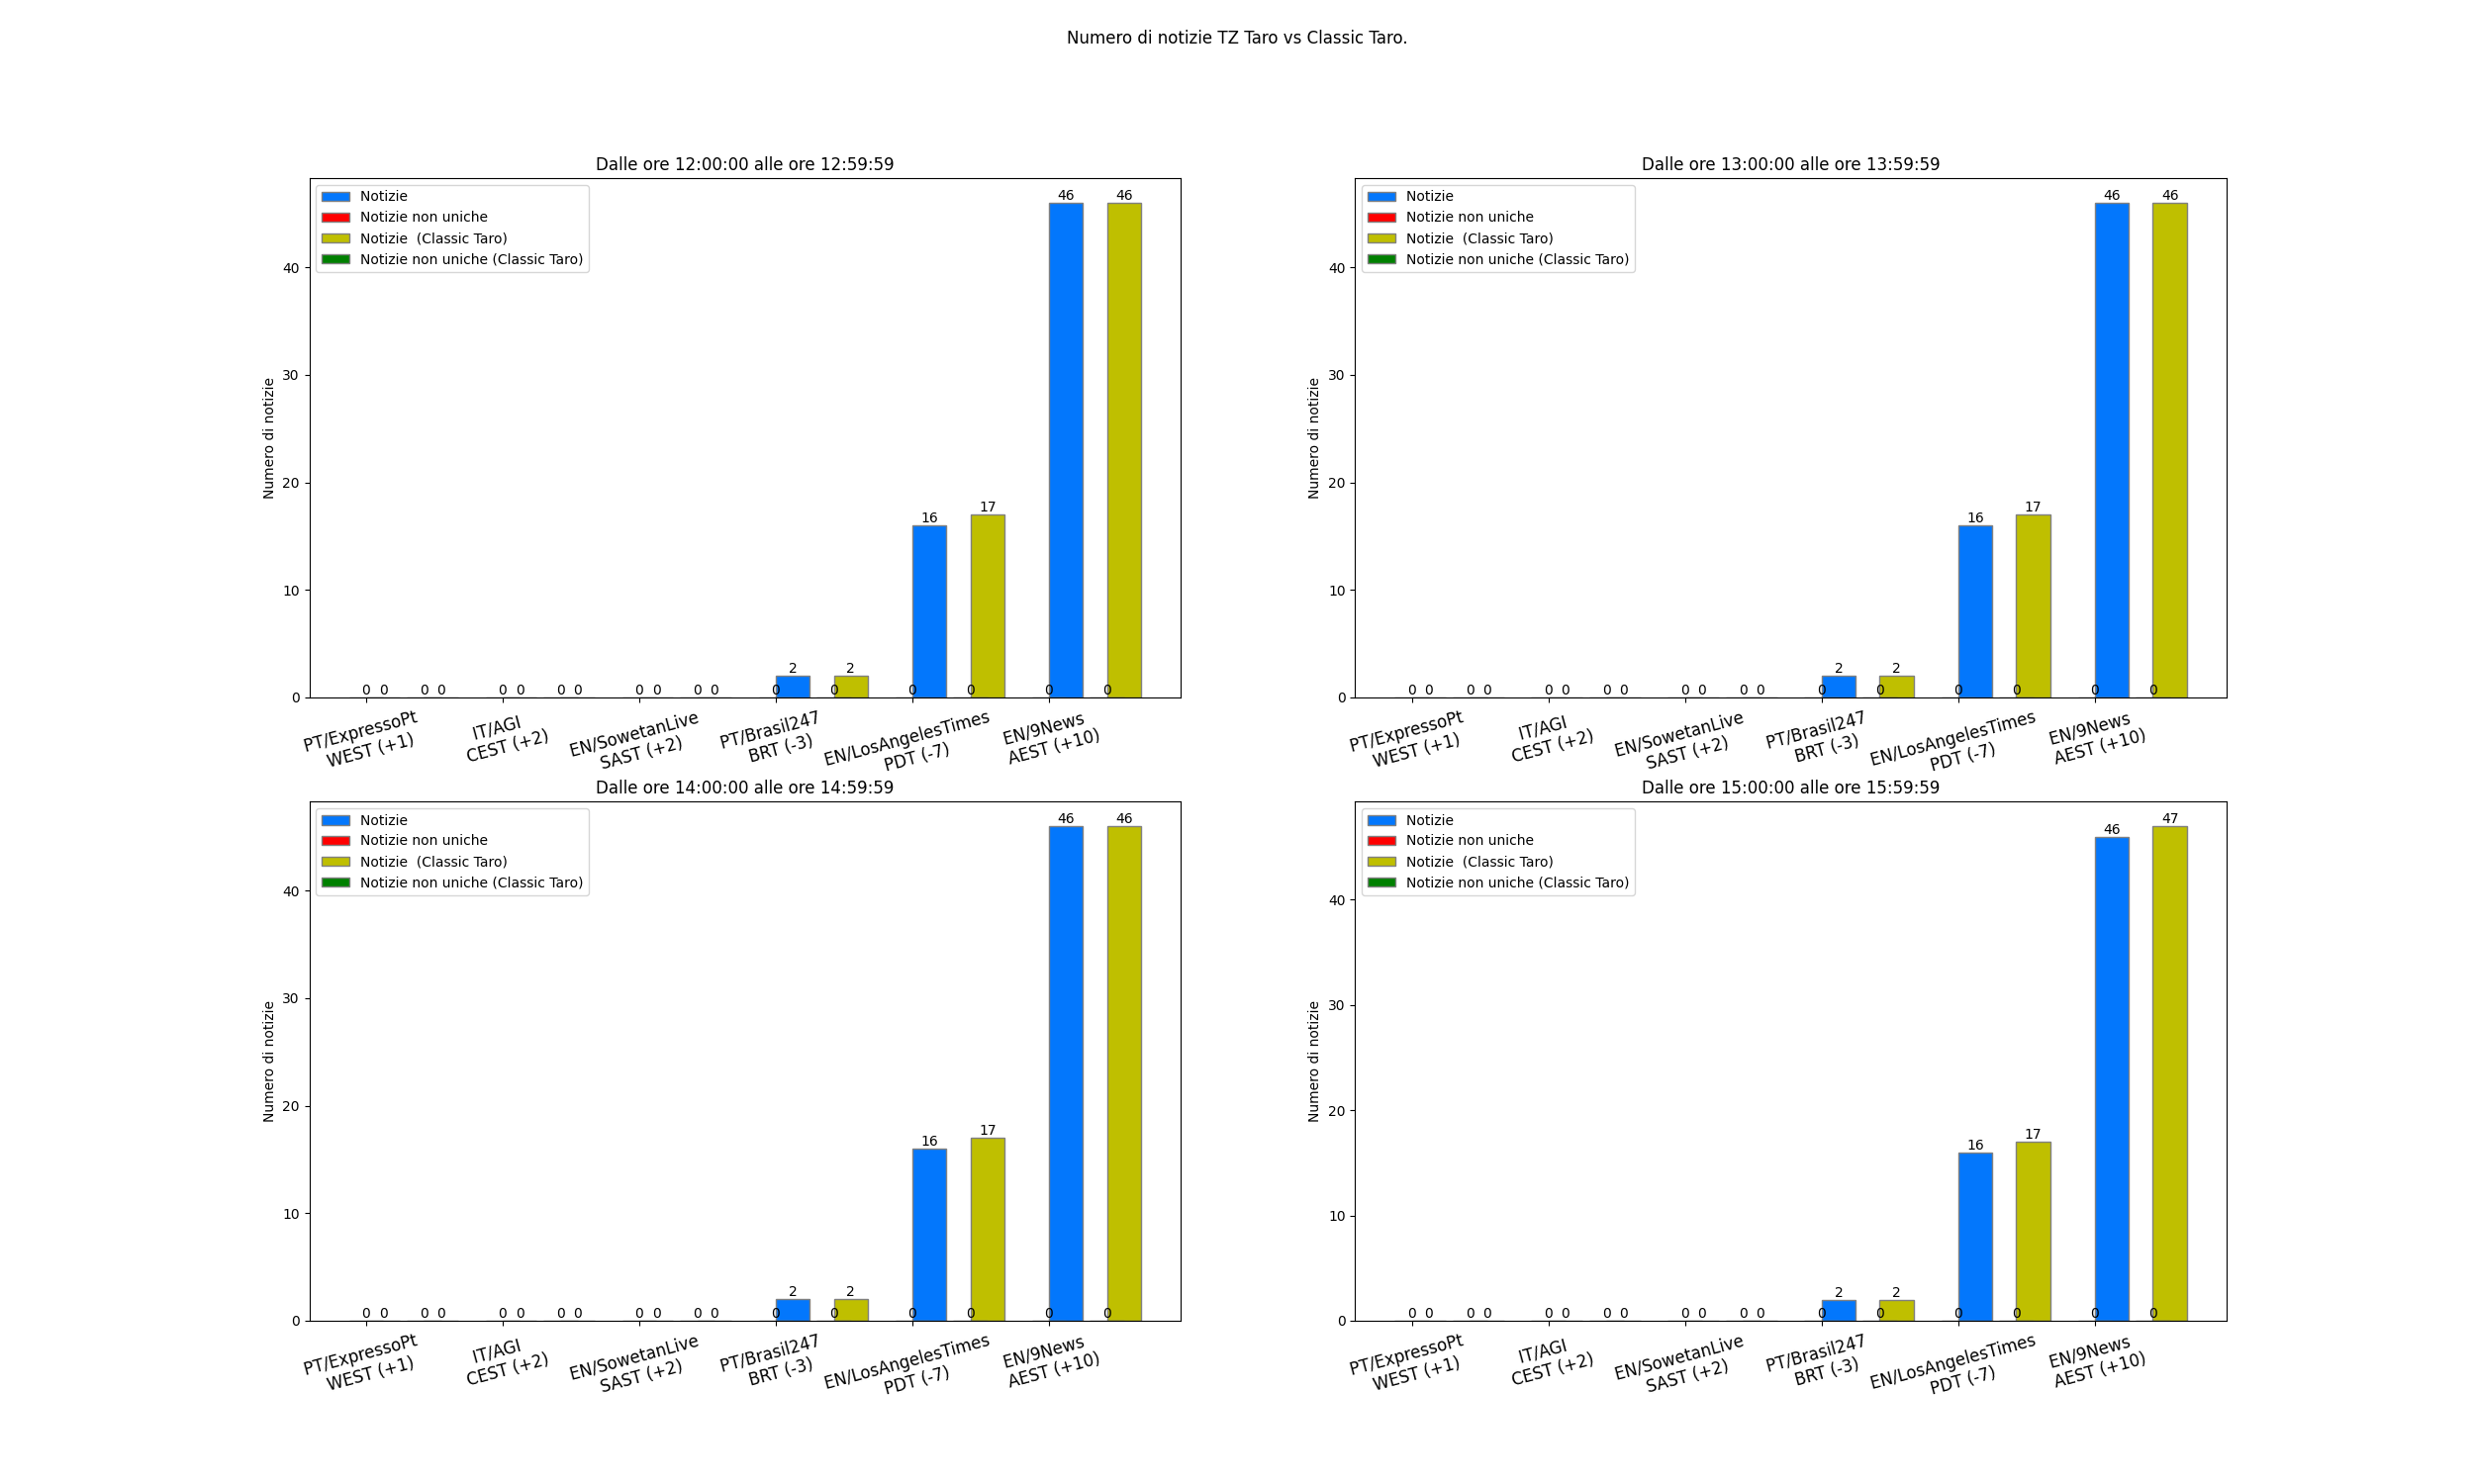 Numero di notizie TZ Taro vs Classic Taro.
Dalle ore 12:00:00 alle ore 12:59:59
Notizie
Notizie non uniche
Notizie  (Classic Taro)
Notizie non uniche (Classic Taro)
Numero di notizie
40
30
20
10
0
46 46
16 17
2 2
0 0 0 0 0 0 0 0 0 0 0 0 0 0 0 0 0 0
PT/ExpressoPt
WEST (+1)
IT/AGI
CEST (+2)
EN/SowetanLive
SAST (+2)
PT/Brasil247
BRT (-3)
EN/LosAngelesTimes
PDT (-7)
EN/9News
AEST (+10)
Dalle ore 13:00:00 alle ore 13:59:59
Notizie
Notizie non uniche
Notizie  (Classic Taro)
Notizie non uniche (Classic Taro)
Numero di notizie
40
30
20
10
0
46 46
16 17
2 2
0 0 0 0 0 0 0 0 0 0 0 0 0 0 0 0 0 0
PT/ExpressoPt
WEST (+1)
IT/AGI
CEST (+2)
EN/SowetanLive
SAST (+2)
PT/Brasil247
BRT (-3)
EN/LosAngelesTimes
PDT (-7)
EN/9News
AEST (+10)
Dalle ore 14:00:00 alle ore 14:59:59
Notizie
Notizie non uniche
Notizie  (Classic Taro)
Notizie non uniche (Classic Taro)
Numero di notizie
40
30
20
10
0
46 46
16 17
2 2
0 0 0 0 0 0 0 0 0 0 0 0 0 0 0 0 0 0
PT/ExpressoPt
WEST (+1)
IT/AGI
CEST (+2)
EN/SowetanLive
SAST (+2)
PT/Brasil247
BRT (-3)
EN/LosAngelesTimes
PDT (-7)
EN/9News
AEST (+10)
Dalle ore 15:00:00 alle ore 15:59:59
Notizie
Notizie non uniche
Notizie  (Classic Taro)
Notizie non uniche (Classic Taro)
Numero di notizie
40
30
20
10
0
46 47
16 17
2 2
0 0 0 0 0 0 0 0 0 0 0 0 0 0 0 0 0 0
PT/ExpressoPt
WEST (+1)
IT/AGI
CEST (+2)
EN/SowetanLive
SAST (+2)
PT/Brasil247
BRT (-3)
EN/LosAngelesTimes
PDT (-7)
EN/9News
AEST (+10)